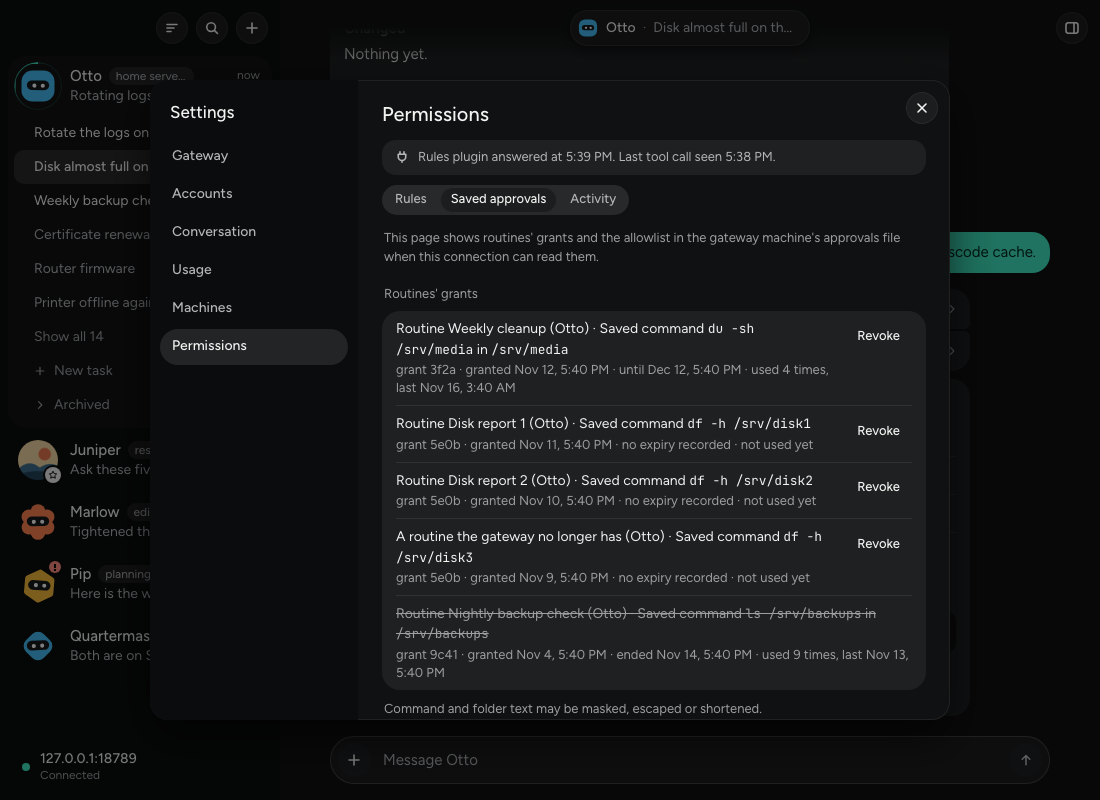 Otto · Disk almost full on th…
Nothing yet.
Otto home serve… now
Rotating logs
Rotate the logs on
Disk almost full on
Weekly backup che
Certificate renewa
Router firmware
Printer offline agai
Show all 14
New task
Archived
Juniper res
Ask these fiv
Marlow edi
Tightened th
Pip planning
Here is the w
Quartermas
Both are on S
127.0.0.1:18789
Connected
Settings
Gateway
Accounts
Conversation
Usage
Machines
Permissions
Permissions
Rules plugin answered at 5:39 PM. Last tool call seen 5:38 PM.
Rules Saved approvals Activity
This page shows routines' grants and the allowlist in the gateway machine's approvals file
when this connection can read them.
Routines' grants
Routine Weekly cleanup (Otto) · Saved command du -sh
/srv/media in /srv/media
grant 3f2a · granted Nov 12, 5:40 PM · until Dec 12, 5:40 PM · used 4 times,
last Nov 16, 3:40 AM
Revoke
Routine Disk report 1 (Otto) · Saved command df -h /srv/disk1
grant 5e0b · granted Nov 11, 5:40 PM · no expiry recorded · not used yet
Revoke
Routine Disk report 2 (Otto) · Saved command df -h /srv/disk2
grant 5e0b · granted Nov 10, 5:40 PM · no expiry recorded · not used yet
Revoke
A routine the gateway no longer has (Otto) · Saved command df -h
/srv/disk3
grant 5e0b · granted Nov 9, 5:40 PM · no expiry recorded · not used yet
Revoke
Routine Nightly backup check (Otto) · Saved command ls /srv/backups in
/srv/backups
grant 9c41 · granted Nov 4, 5:40 PM · ended Nov 14, 5:40 PM · used 9 times, last Nov 13,
5:40 PM
Command and folder text may be masked, escaped or shortened.
scode cache.
Message Otto